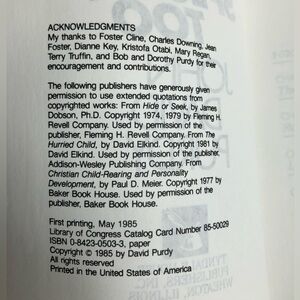 ACKNOWLEDGMENTS
My thanks to Foster Cline, Charles Downing, Jean
Foster, Dianne Key, Kristofa Otabi, Mary Regan,
Terry Truffin, and Bob and Dorothy Purdy for their
encouragement and contributions.
The following publishers have generously given
permission to use extended quotations from
copyrighted works: From Hide or Seek, by James
Dobson, Ph.D. Copyright 1974, 1979 by Fleming H.
Revell Company. Used by permission of the
publisher, Fleming H. Revell Company. From The
Hurried Child, by David Elkind. Copyright 1981 by
David Elkind. Used by permission of the publisher,
Addison-Wesley Publishing Company. From
Christian Child-Rearing and Personality
Development, by Paul D. Meier. Copyright 1977 by
Baker Book House. Used by permission of the
publisher, Baker Book House.
First printing, May 1985
Library of Congress Catalog Card Number 85-50029
ISBN 0-8423-0503-3, paper
Copyright © 1985 by David Purdy
All rights reserved
Printed in the United States of America